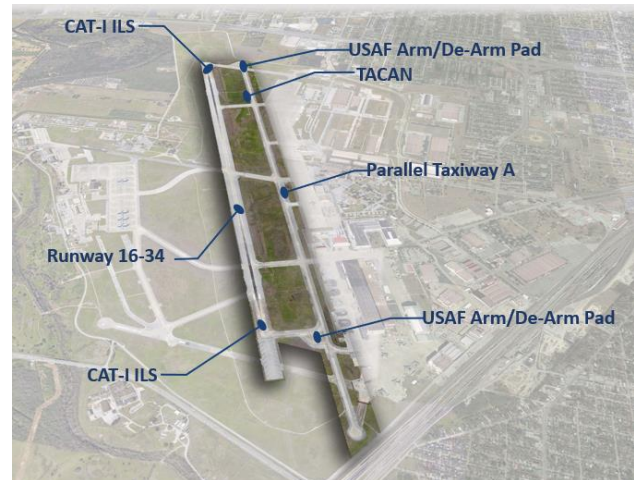 CAT-I ILS
USAF Arm/De-Arm Pad
TACAN
Parallel Taxiway A
Runway 16-34
USAF Arm/De-Arm Pad
CAT-I ILS